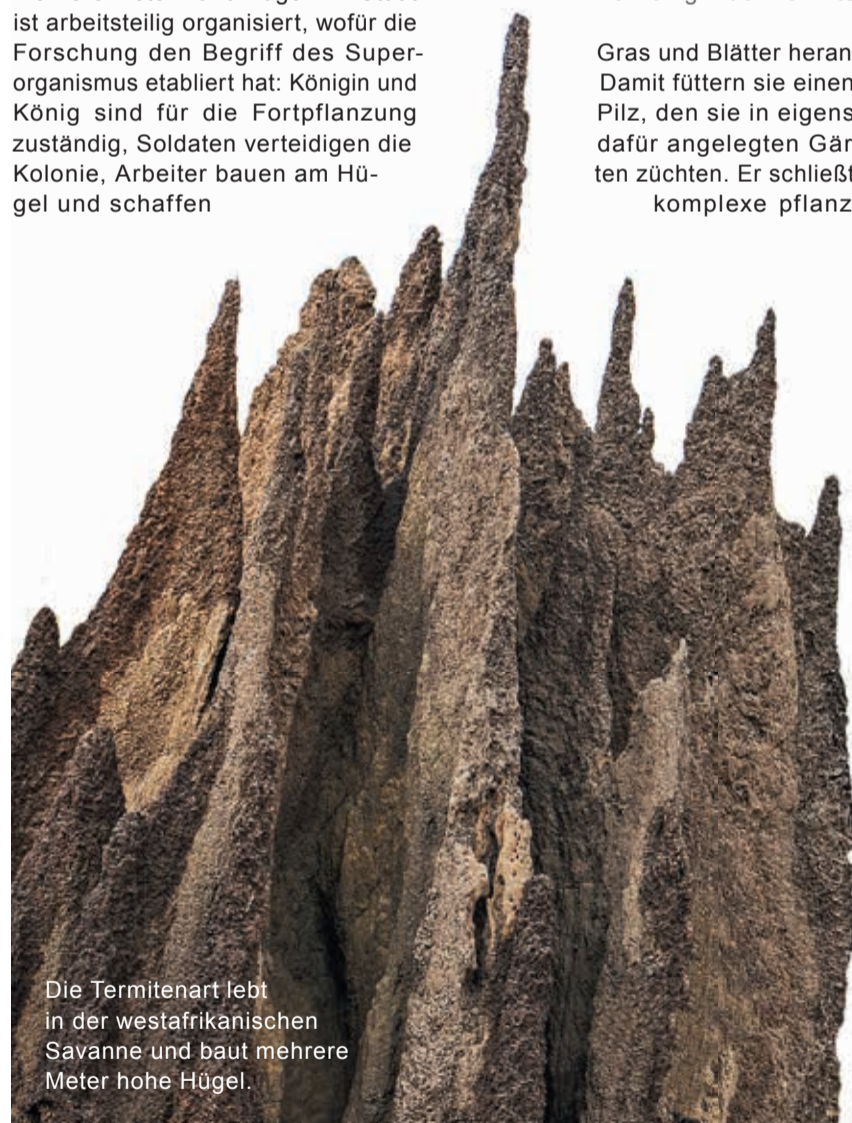 ist arbeitsteilig organisiert, wofür die
Forschung den Begriff des Super-
organismus etabliert hat: Königin und
König sind für die Fortpflanzung
zuständig, Soldaten verteidigen die
Kolonie, Arbeiter bauen am Hü-
gel und schaffen
Gras und Blätter heran
Damit füttern sie einen
Pilz, den sie in eigens
dafür angelegten Gär
ten züchten. Er schließt
komplexe pflanz
Die Termitenart lebt
in der westafrikanischen
Savanne und baut mehrere
Meter hohe Hügel.